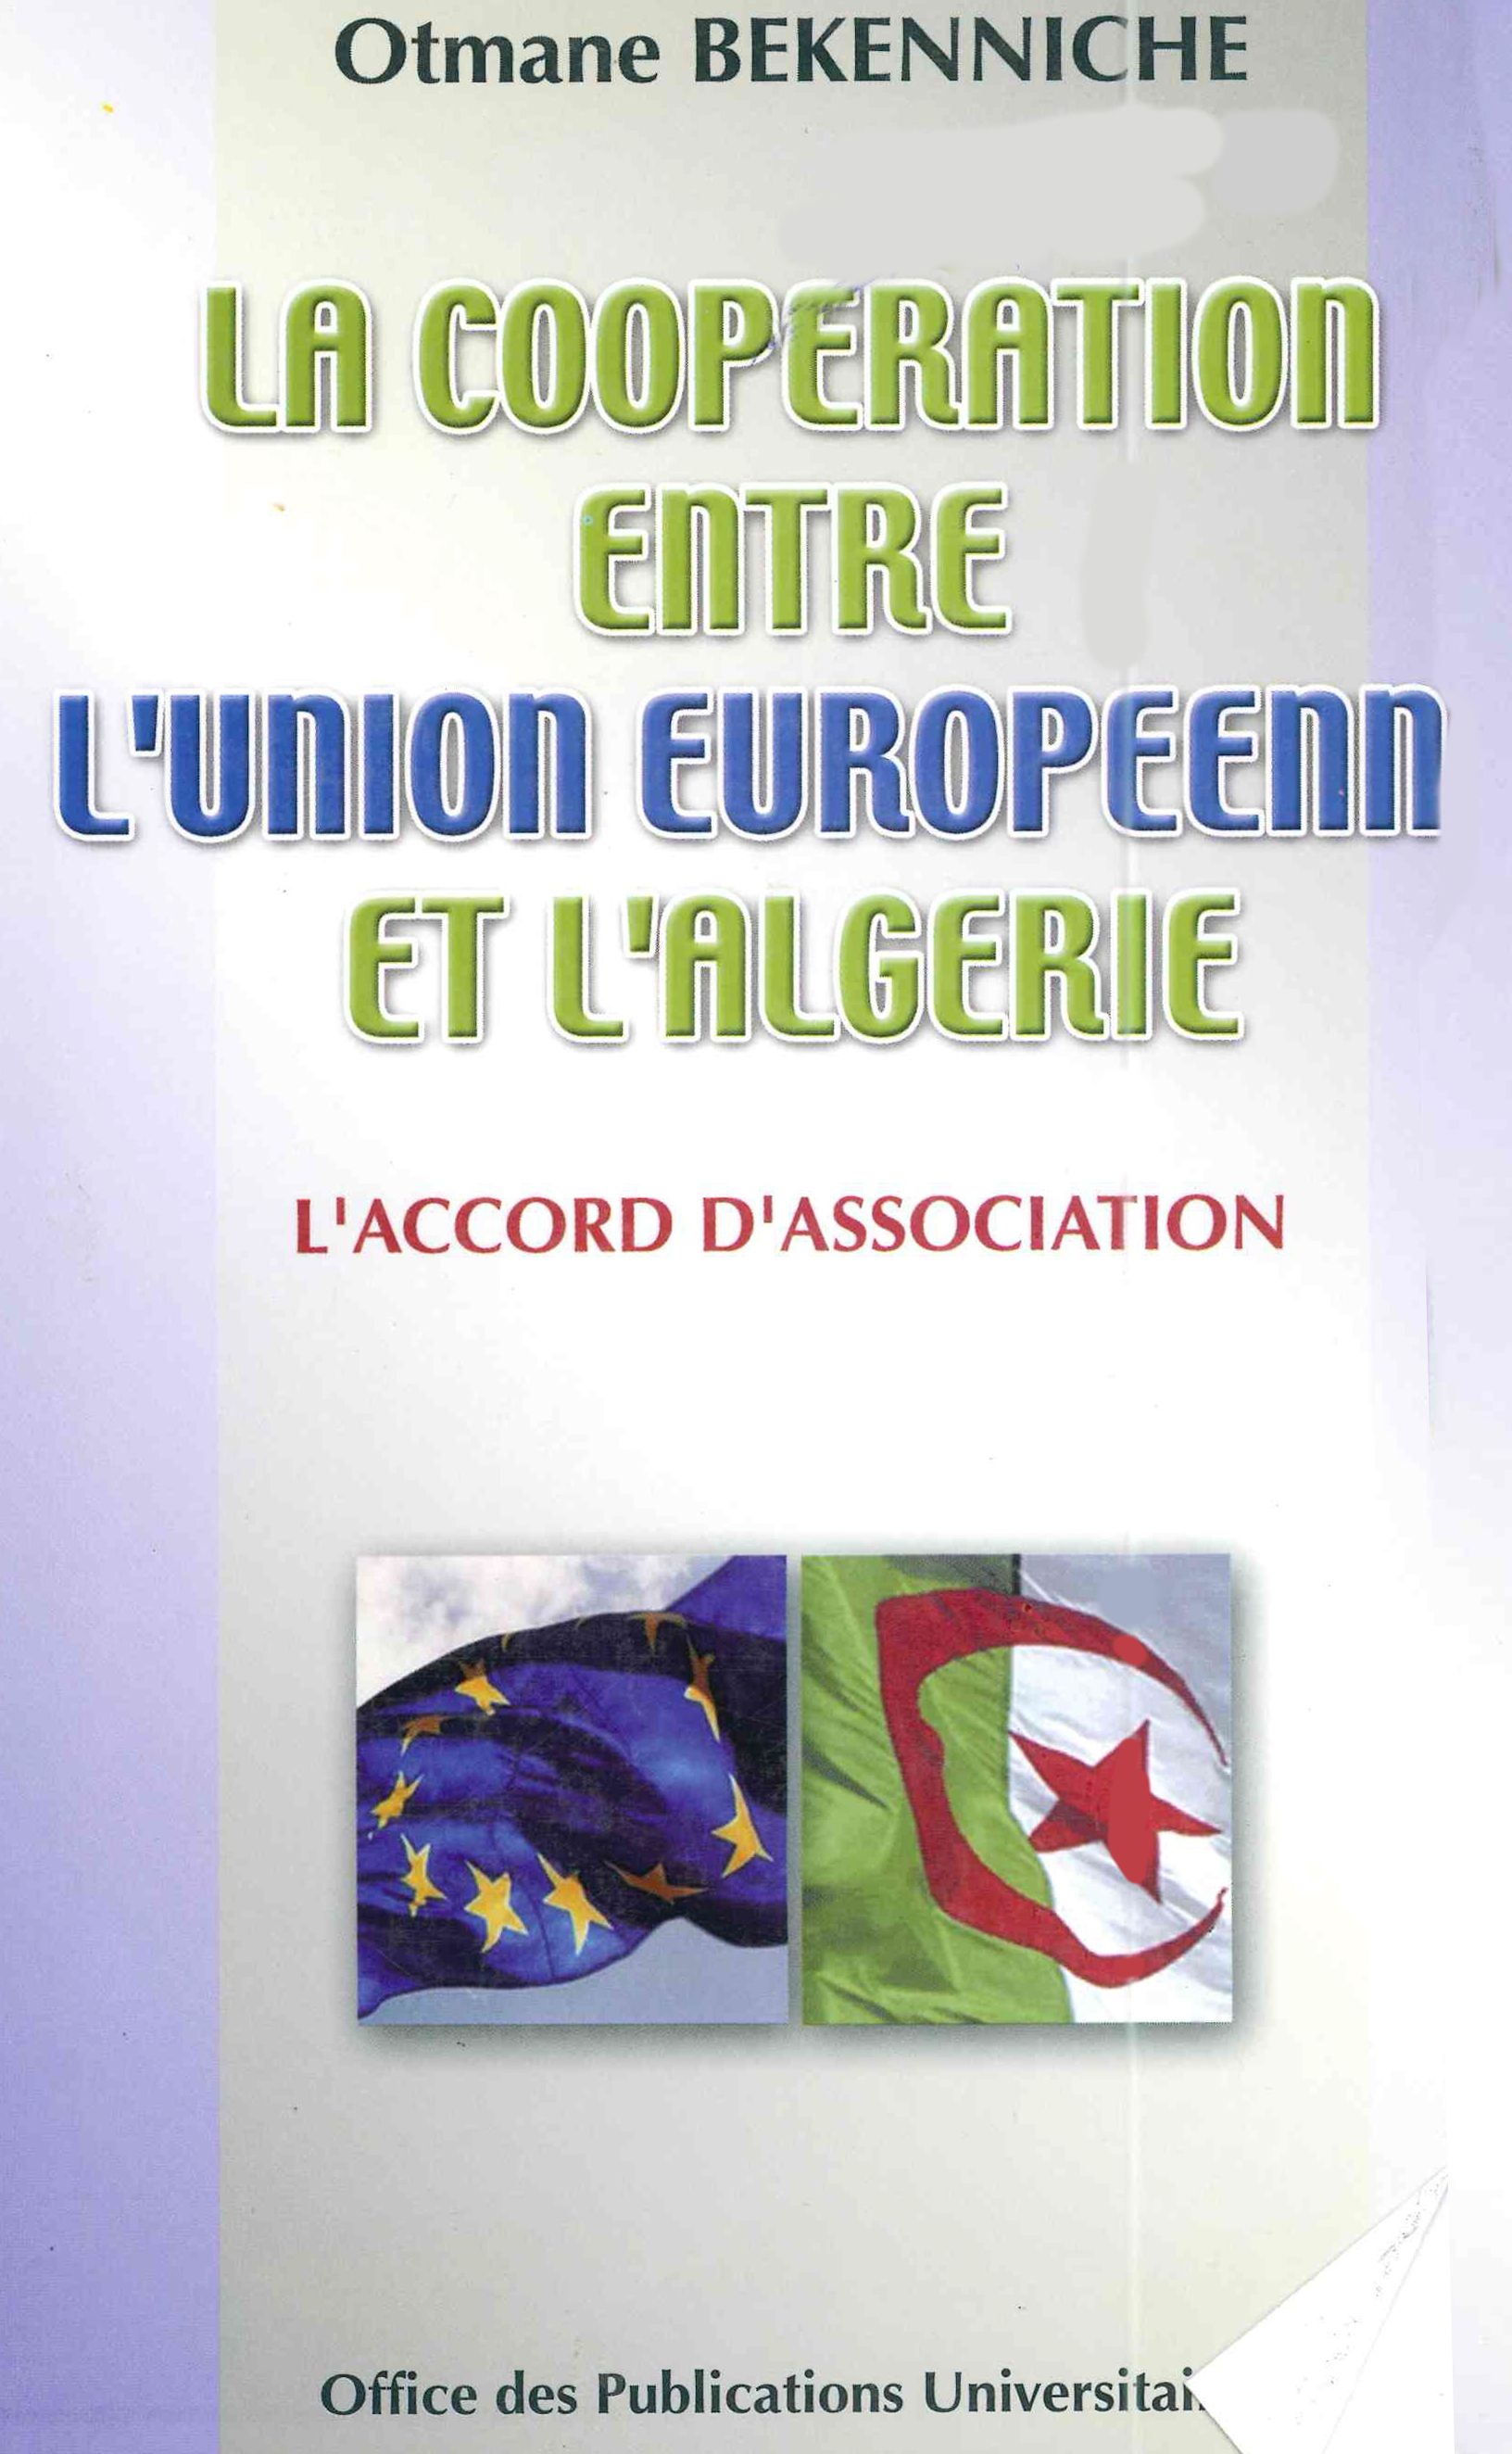 Otmane BEKENNICHE
LA COOPERATION
ENTRE
L'UNION EUROPEENN
ET L'ALGERIE
L'ACCORD D'ASSOCIATION
Office des Publications Universitai